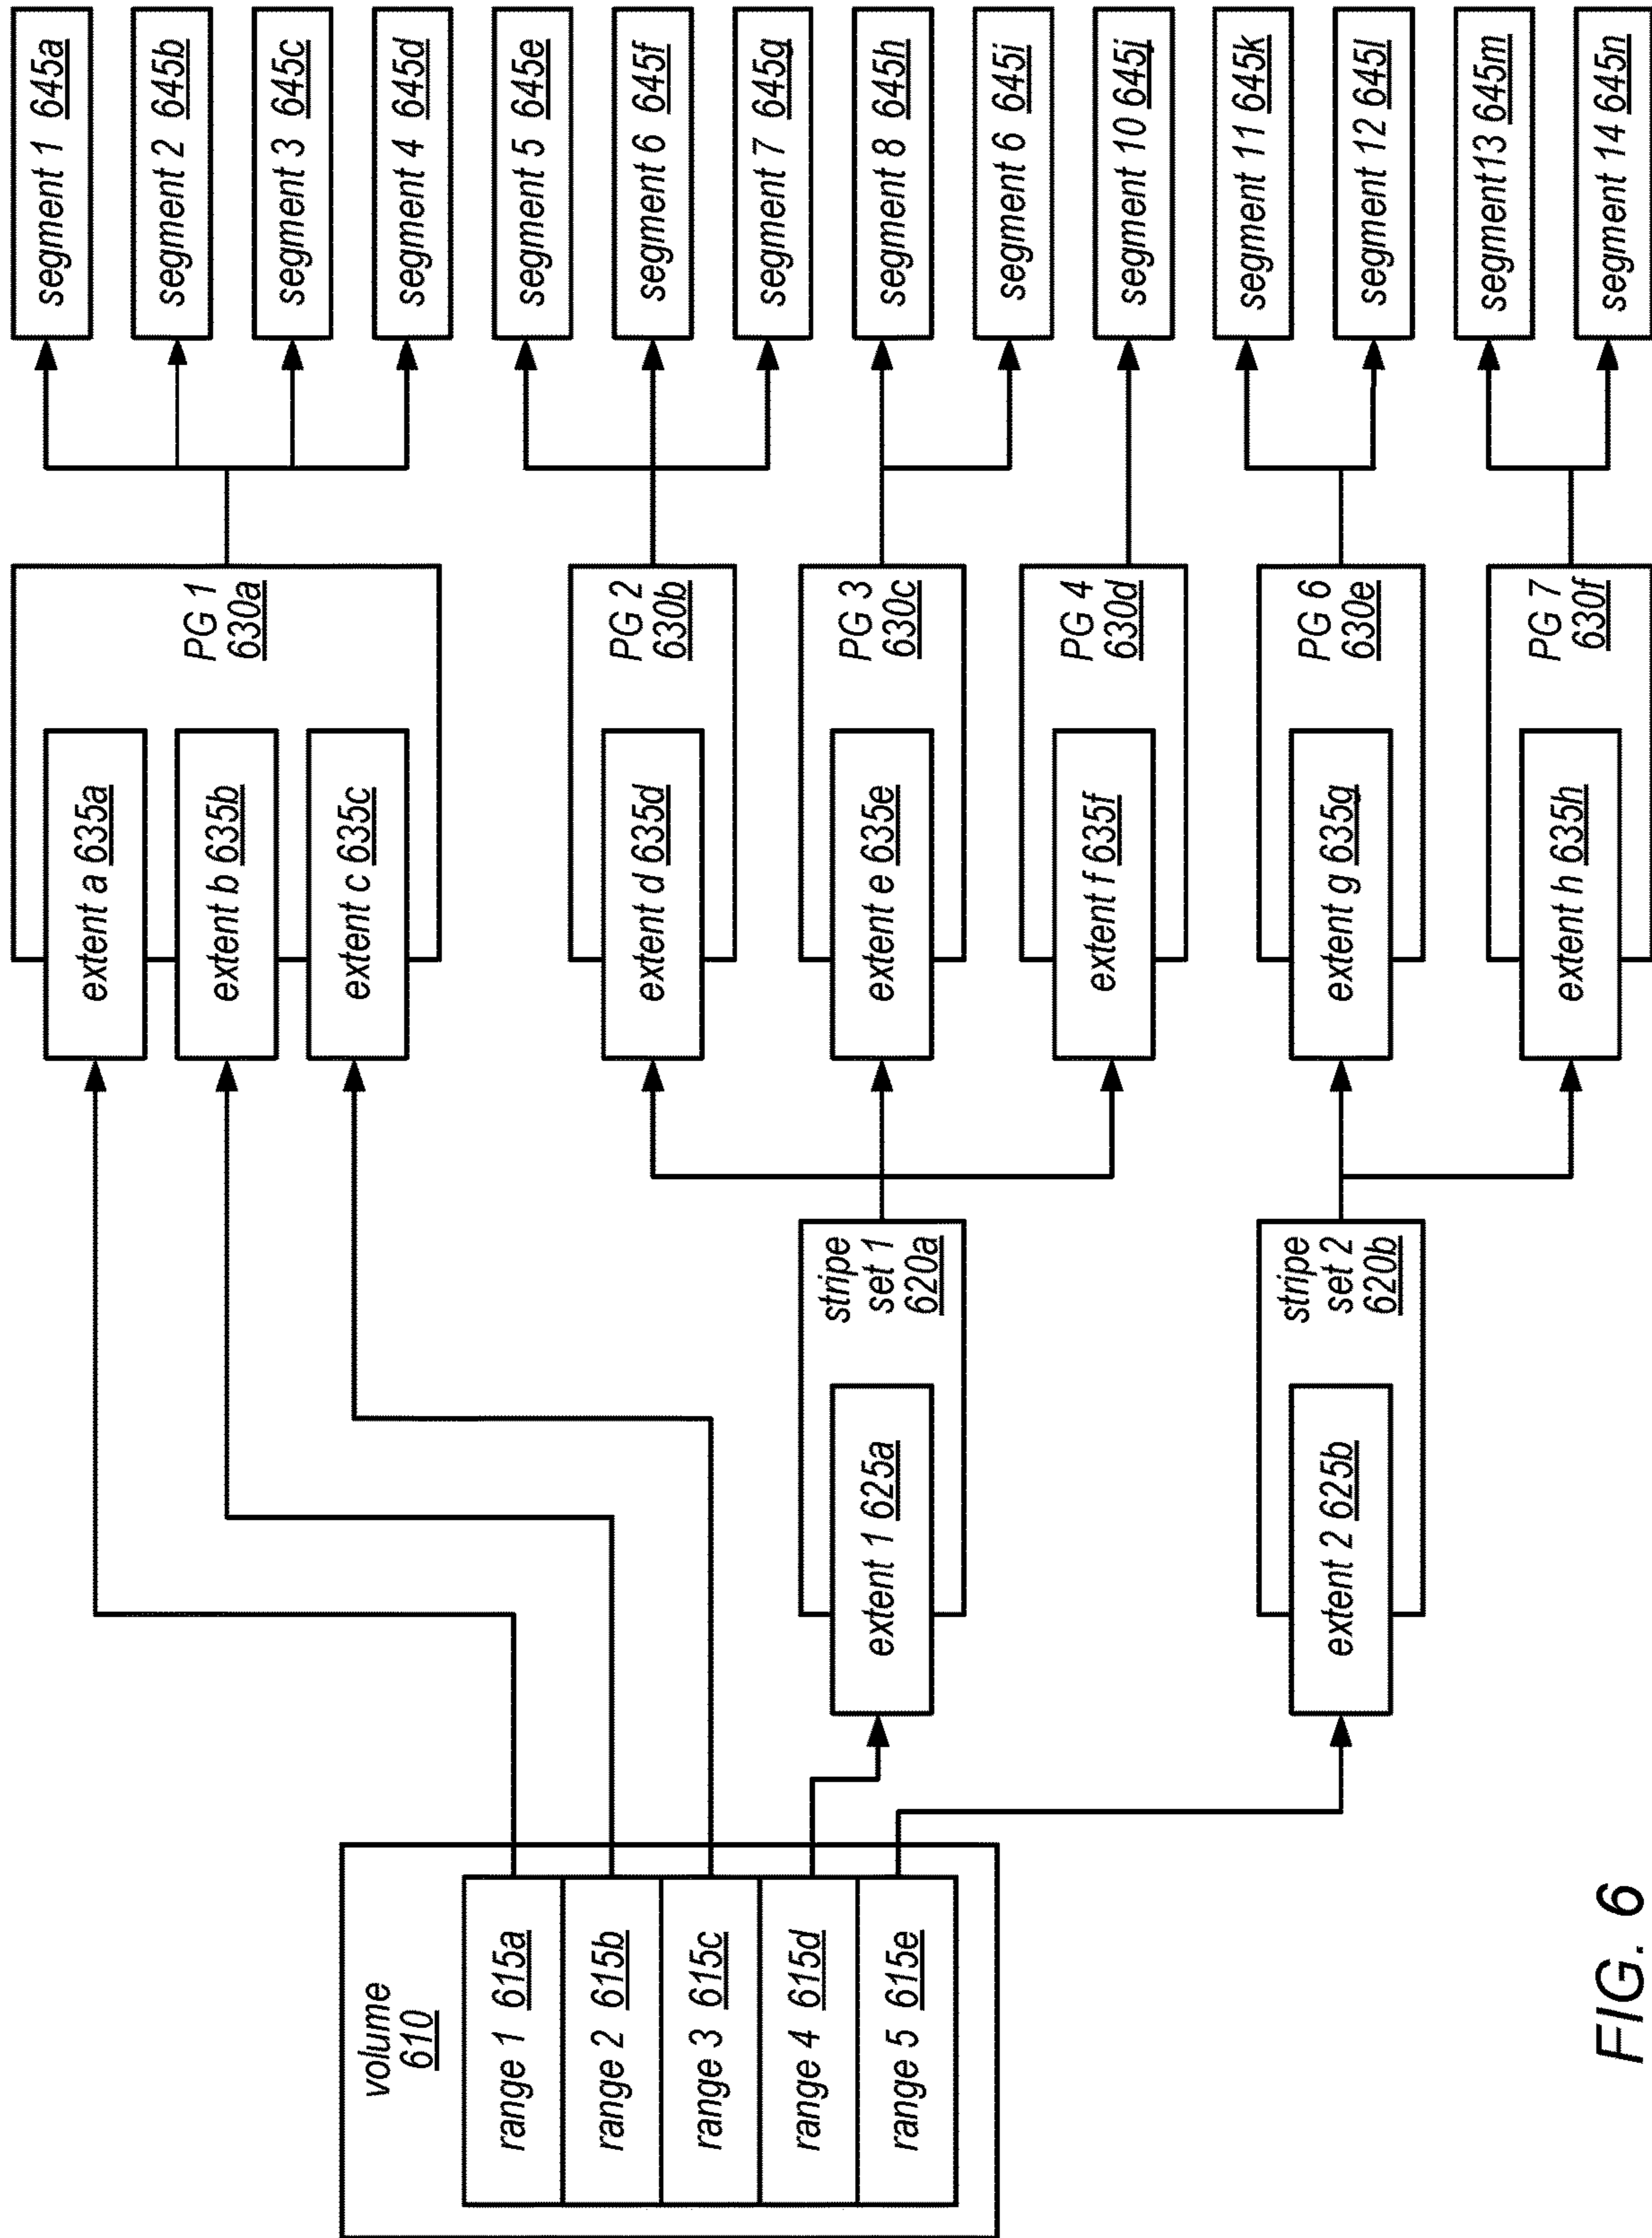 volume
610
range 1 615a
range 2 615b
range 3 615c
range 4 615d
range 5 615e
extent 1 625a
stripe
set 1
620a
extent 2 625b
stripe
set 2
620b
extent a 635a
extent b 635b
extent c 635c
PG 1
630a
extent d 635d
PG 2
630b
extent e 635e
PG 3
630c
extent f 635f
PG 4
630d
extent g 635g
PG 6
630e
extent h 635h
PG 7
630f
segment 1 645a
segment 2 645b
segment 3 645c
segment 4 645d
segment 5 645e
segment 6 645f
segment 7 645g
segment 8 645h
segment 6 645i
segment 10 645j
segment 11 645k
segment 12 645l
segment13 645m
segment 14 645n
FIG. 6